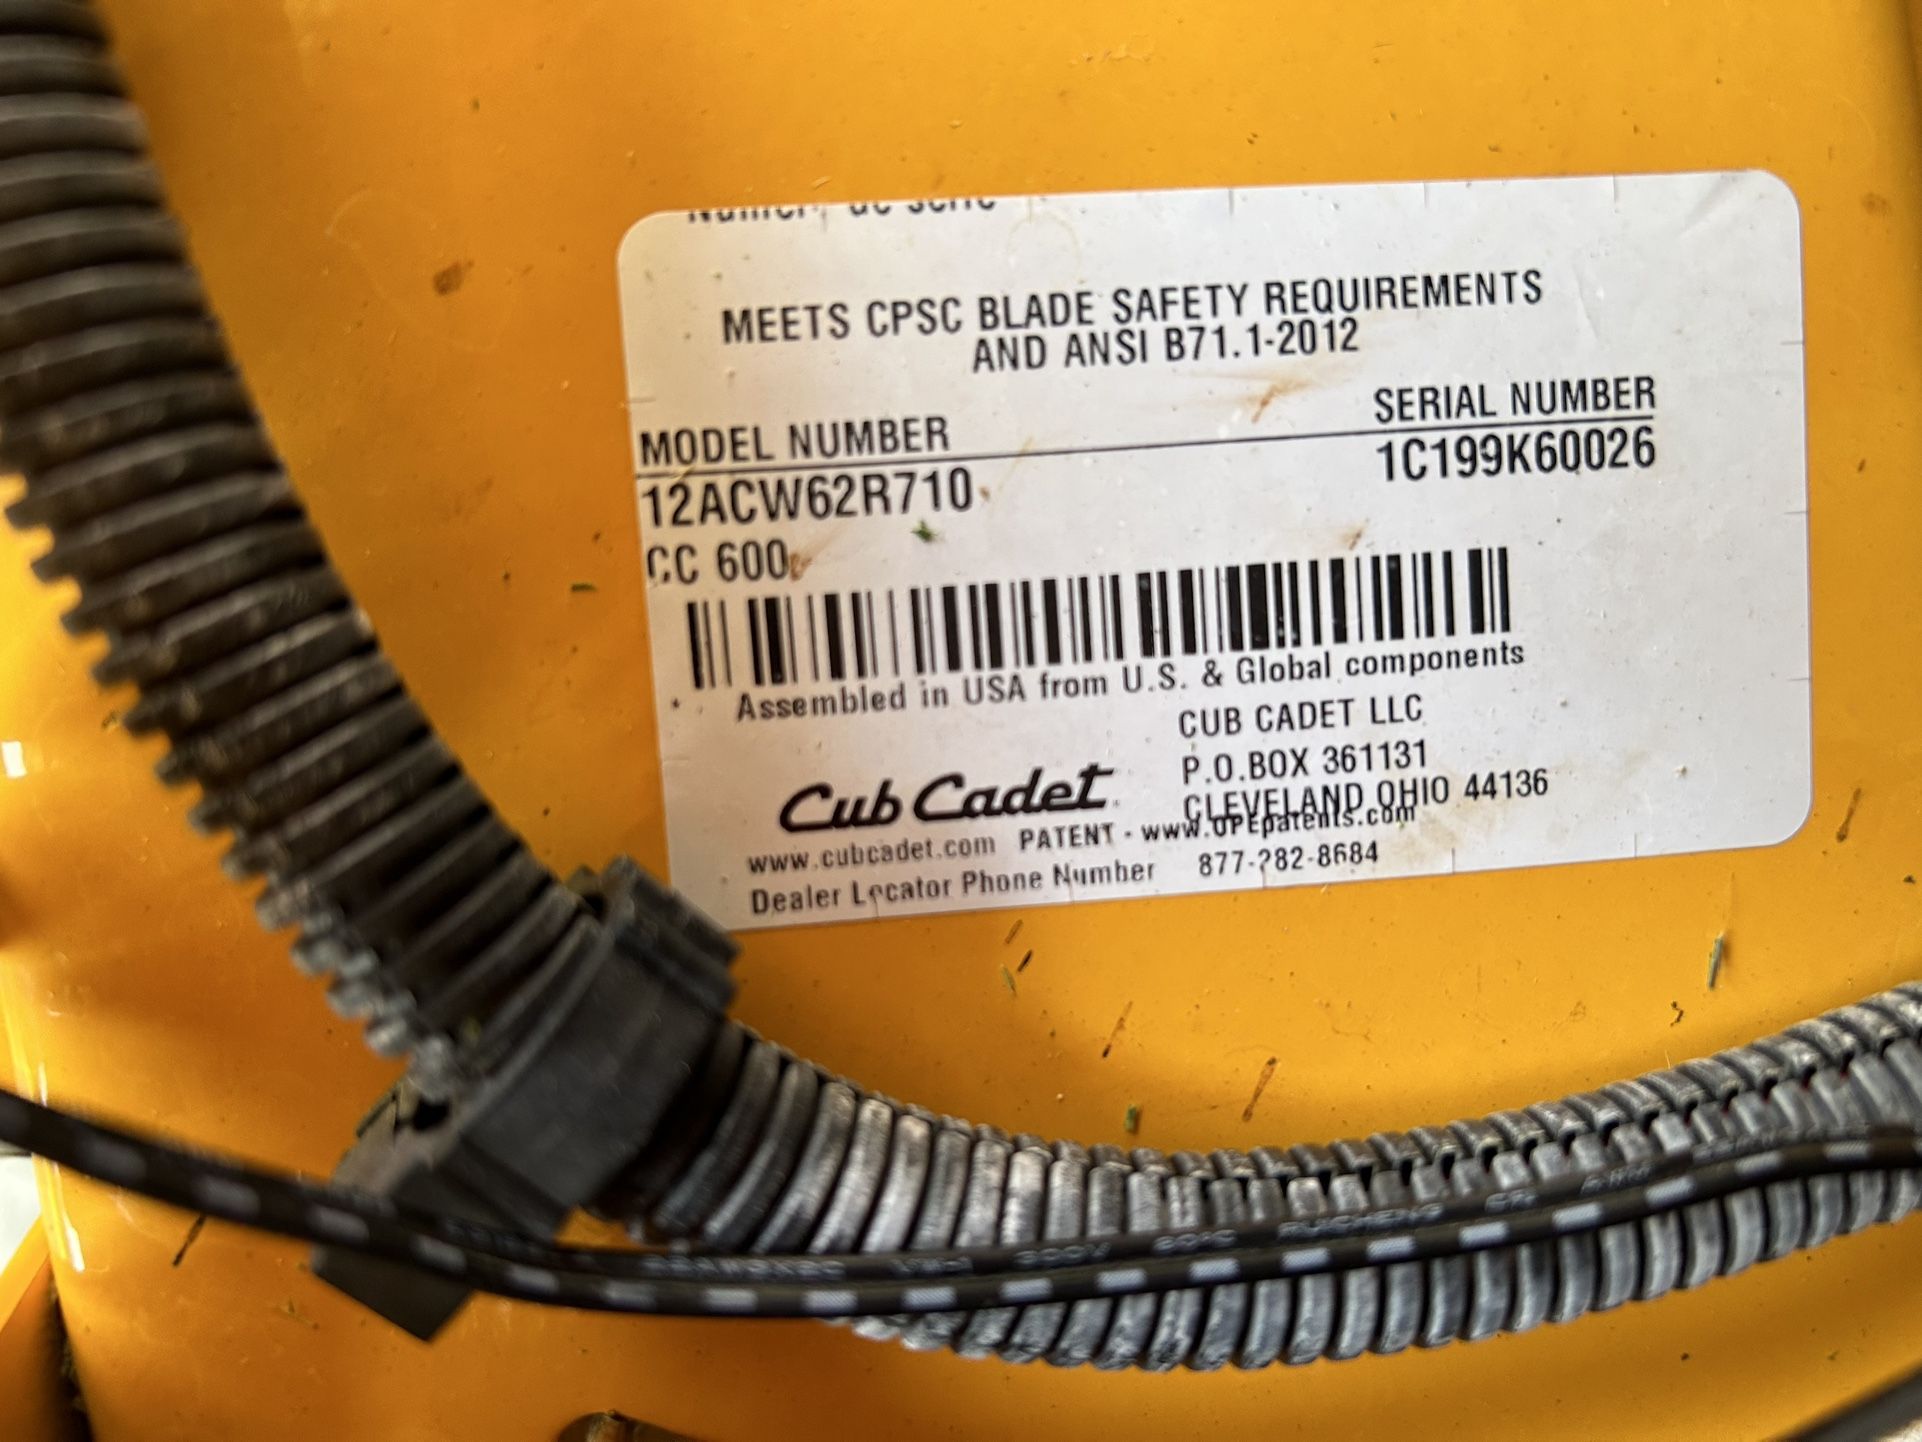 MEETS CPSC BLADE SAFETY REQUIREMENTS
AND ANSI B71.1-2012
MODEL NUMBER SERIAL NUMBER
12ACW62R710 1C199K60026
CC 600
Assembled in USA from U.S. & Global components
CUB CADET LLC
P.O.BOX 361131
CLEVELAND OHIO 44136
Cub Cadet
www.cubcadet.com PATENT - www.OPEpatents.com
Dealer Locator Phone Number 877-282-8684
600V